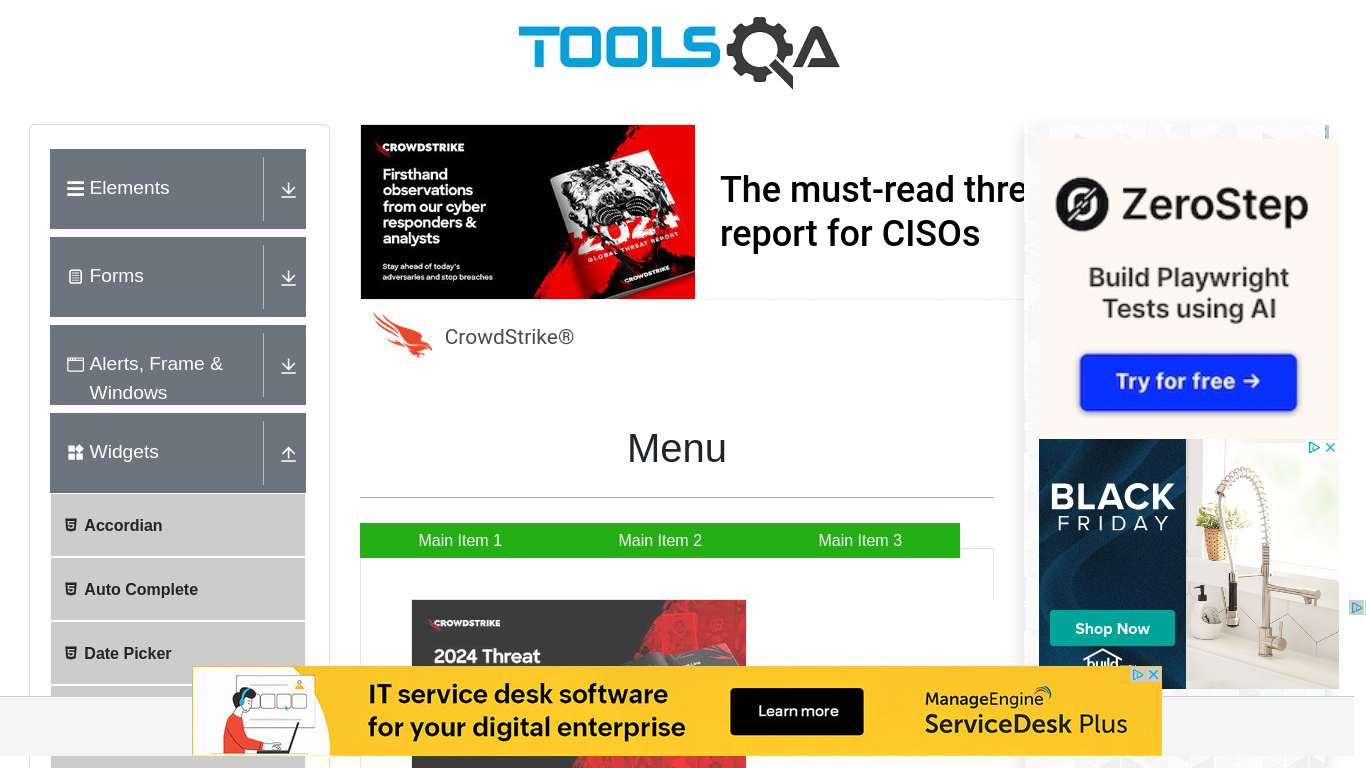 TOOLSQA
Elements
Forms
Alerts, Frame &
Windows
Widgets
Accordian
Auto Complete
Date Picker
CROWDSTRIKE
Firsthand
observations
from our cyber
responders &
analysts
Stay ahead of today's
adversaries and stop breaches
2024
GLOBAL THREAT REPORT
CROWDSTRIKE
The must-read thre
report for CISOs
CrowdStrike®
Menu
Main Item 1
Main Item 2
Main Item 3
CROWDSTRIKE
2024 Threat
ZeroStep
Build Playwright
Tests using AI
Try for free →
BLACK
FRIDAY
Shop Now
build
IT service desk software
for your digital enterprise
Learn more
ManageEngine
ServiceDesk Plus